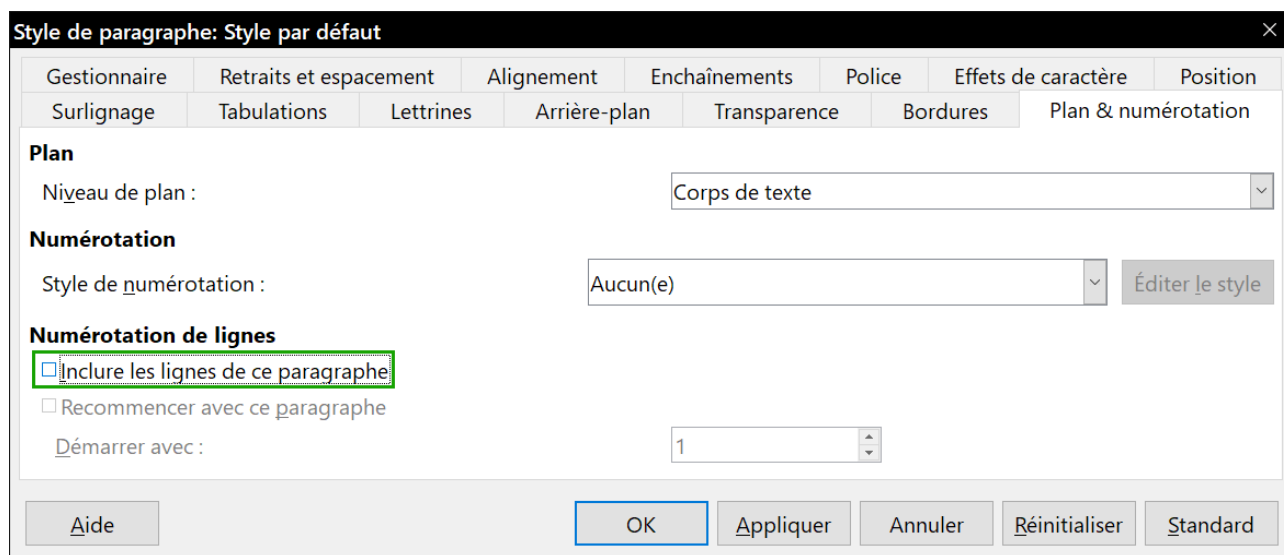 Style de paragraphe: Style par défaut
Gestionnaire Retraits et espacement Alignement Enchaînements Police Effets de caractère Position
Surlignage Tabulations Lettrines Arrière-plan Transparence Bordures Plan & numérotation
Plan
Niveau de plan : Corps de texte
Numérotation
Style de numérotation : Aucun(e) Éditer le style
Numérotation de lignes
Inclure les lignes de ce paragraphe
Recommencer avec ce paragraphe
Démarrer avec : 1
Aide OK Appliquer Annuler Réinitialiser Standard